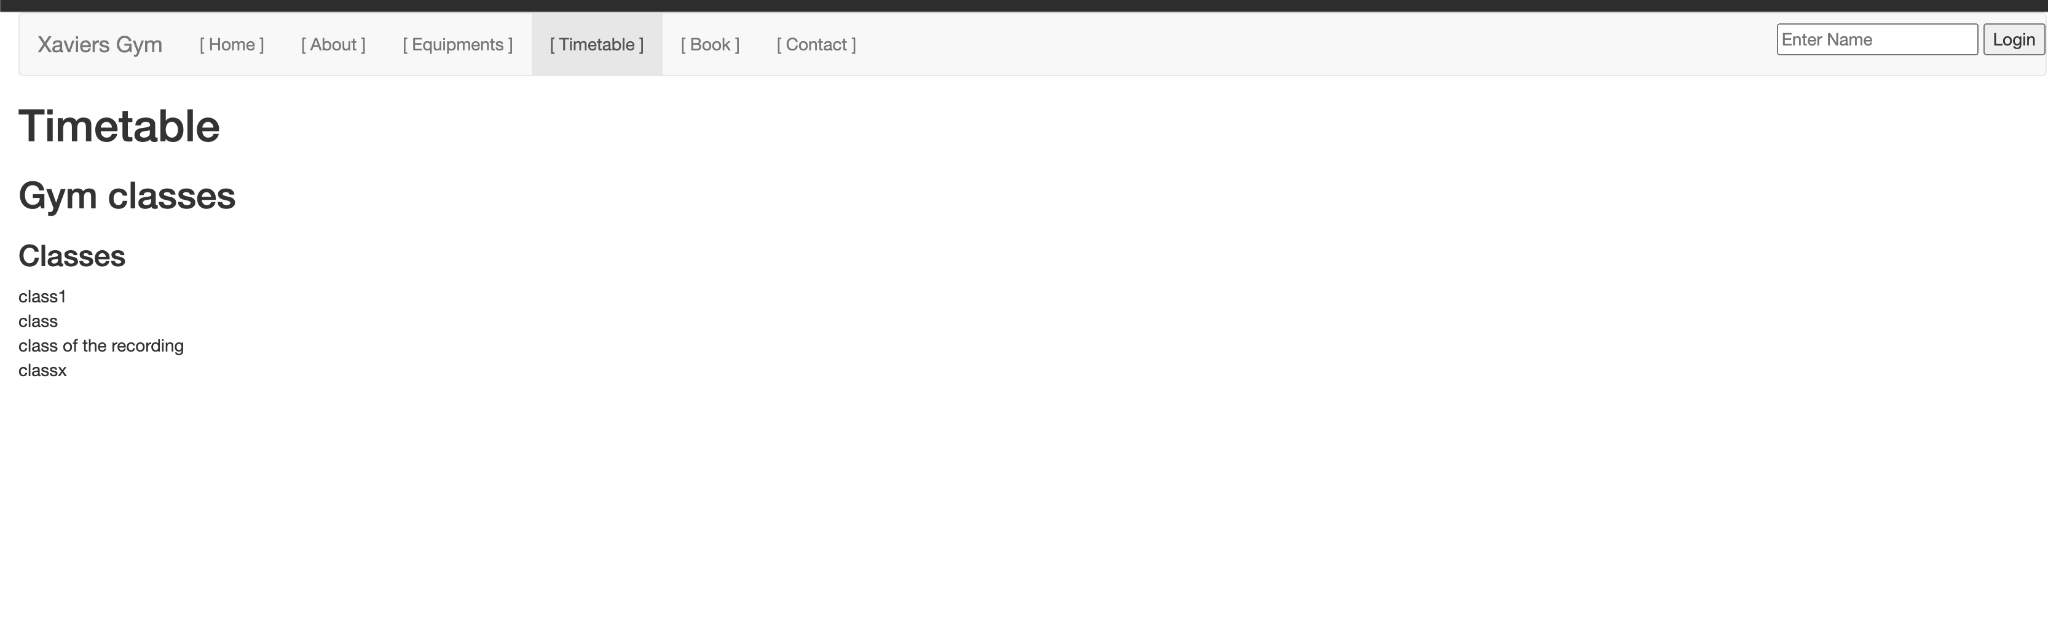 Xaviers Gym [ Home ] [ About ] [ Equipments ] [ Timetable ] [ Book ] [ Contact ] Enter Name Login
Timetable
Gym classes
Classes
class1
class
class of the recording
classx